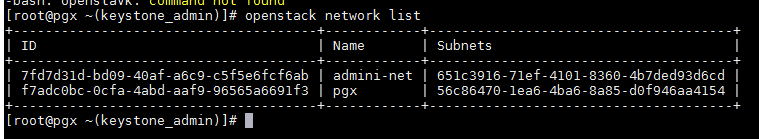 -bash: openstavk: command not found
[root@pgx ~(keystone_admin)]# openstack network list
+--------------------------------------+------------+--------------------------------------+
| ID | Name | Subnets |
+--------------------------------------+------------+--------------------------------------+
| 7fd7d31d-bd09-40af-a6c9-c5f5e6fcf6ab | admini-net | 651c3916-71ef-4101-8360-4b7ded93d6cd |
| f7adc0bc-0cfa-4abd-aaf9-96565a6691f3 | pgx | 56c86470-1ea6-4ba6-8a85-d0f946aa4154 |
+--------------------------------------+------------+--------------------------------------+
[root@pgx ~(keystone_admin)]#